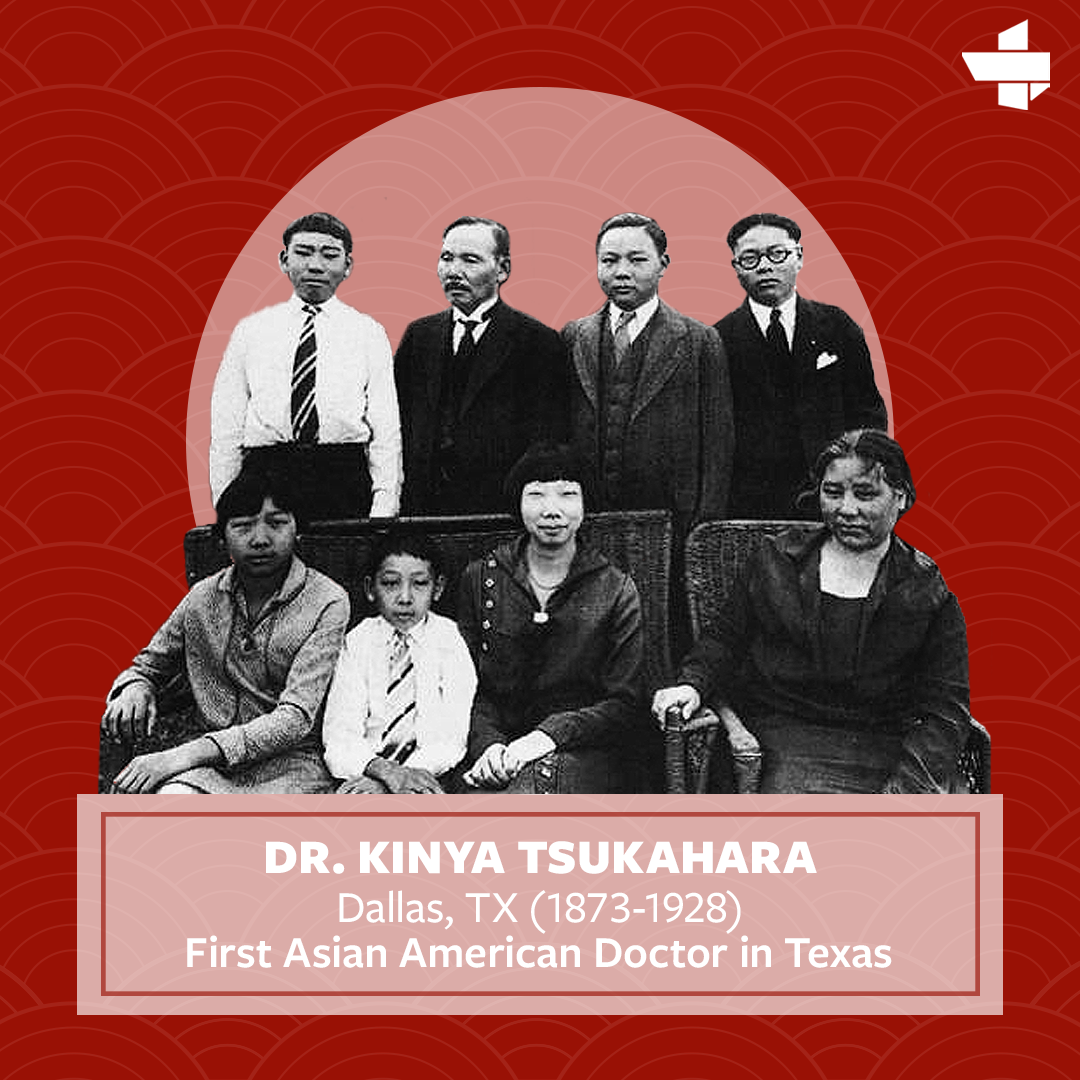 DR. KINYA TSUKAHARA
Dallas, TX (1873-1928)
First Asian American Doctor in Texas